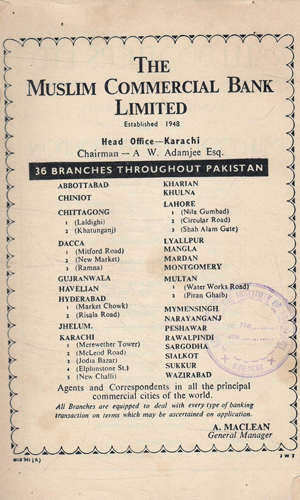 THE
MUSLIM COMMERCIAL BANK
LIMITED
Established 1948
Head Office—Karachi
Chairman— A W. Adamjee Esq.
36 BRANCHES THROUGHOUT PAKISTAN
ABBOTTABAD
CHINIOT
CHITTAGONG
1 (Laldighi)
2 (Khatunganj)
DACCA
1 (Mitford Road)
2 (New Market)
3 (Ramna)
GUJRANWALA
HAVELIAN
HYDERABAD
1 (Market Chowk)
2 (Risala Road)
JHELUM.
KARACHI
1 (Merewether Tower)
2 (McLeod Road)
3 (Jodia Bazar)
4 (Elphinstone St.)
5 (New Challi)
KHARIAN
KHULNA
LAHORE
1 (Nila Gumbad)
2 (Circular Road)
3 (Shah Alam Gate)
LYALLPUR
MANGLA
MARDAN
MONTGOMERY
MULTAN
1 (Water Works Road)
2 (Piran Ghaib)
MYMENSINGH
NARAYANGANJ
PESHAWAR
RAWALPINDI
SARGODHA
SIALKOT
SUKKUR
WAZIRABAD
Agents and Correspondents in all the principal
commercial cities of the world.
All Branches are equipped to deal with every type of banking
transaction on terms which may be ascertained on application.
A. MACLEAN
General Manager
J W T
INSTITUTE OF
KARACHI